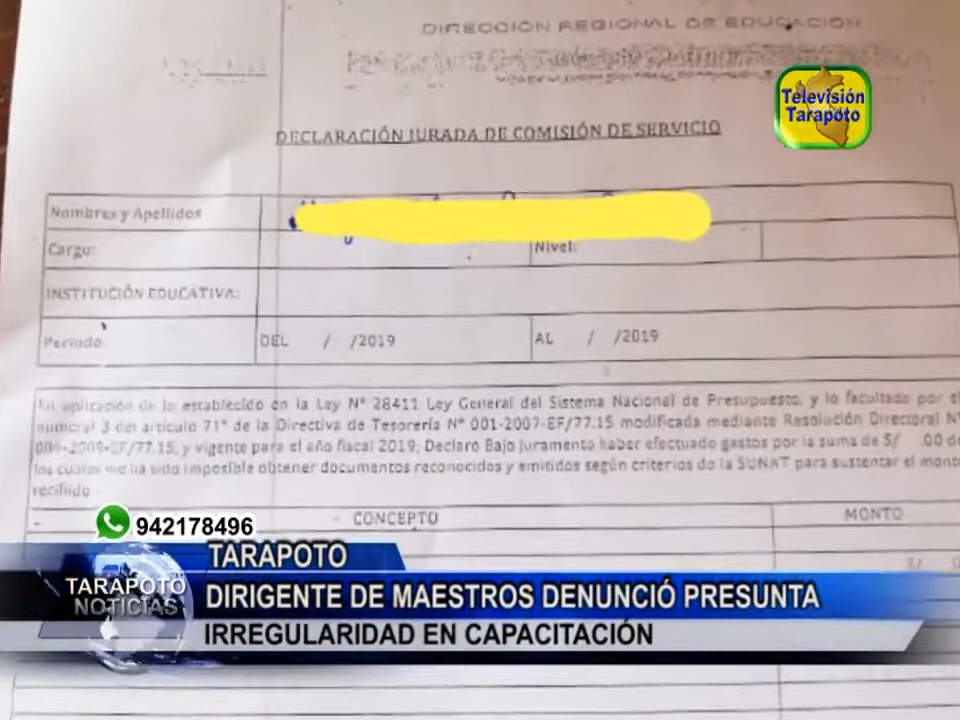 DIRECCIÓN REGIONAL DE EDUCACIÓN
Televisión
Tarapoto
DECLARACIÓN JURADA DE COMISIÓN DE SERVICIO
Nombres y Apellidos
Cargo: Nivel:
INSTITUCIÓN EDUCATIVA:
Periodo: DEL / /2019 AL / /2019
En aplicación de lo establecido en la Ley N° 28411 Ley General del Sistema Nacional de Presupuesto, y lo facultado por el
numeral 3 del artículo 71° de la Directiva de Tesorería N° 001-2007-EF/77.15 modificada mediante Resolución Directoral N°
-2009-EF/77.15, y vigente para el año fiscal 2019; Declaro Bajo Juramento haber efectuado gastos por la suma de S/ .00 de
los cuales me ha sido imposible obtener documentos reconocidos y emitidos según criterios de la SUNAT para sustentar el monto
recibido
- CONCEPTO MONTO
S/ .0
942178496
TARAPOTO
TARAPOTO
NOTICIAS
DIRIGENTE DE MAESTROS DENUNCIÓ PRESUNTA
IRREGULARIDAD EN CAPACITACIÓN